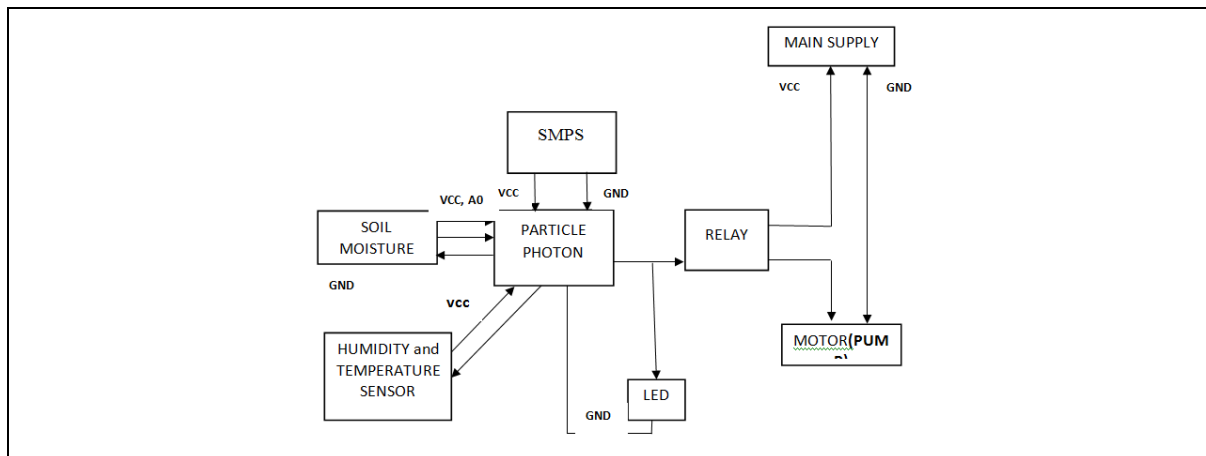 MAIN SUPPLY
VCC
GND
SMPS
VCC, A0
VCC
GND
SOIL
MOISTURE
PARTICLE
PHOTON
RELAY
GND
VCC
HUMIDITY and
TEMPERATURE
SENSOR
MOTOR(PUM
LED
GND